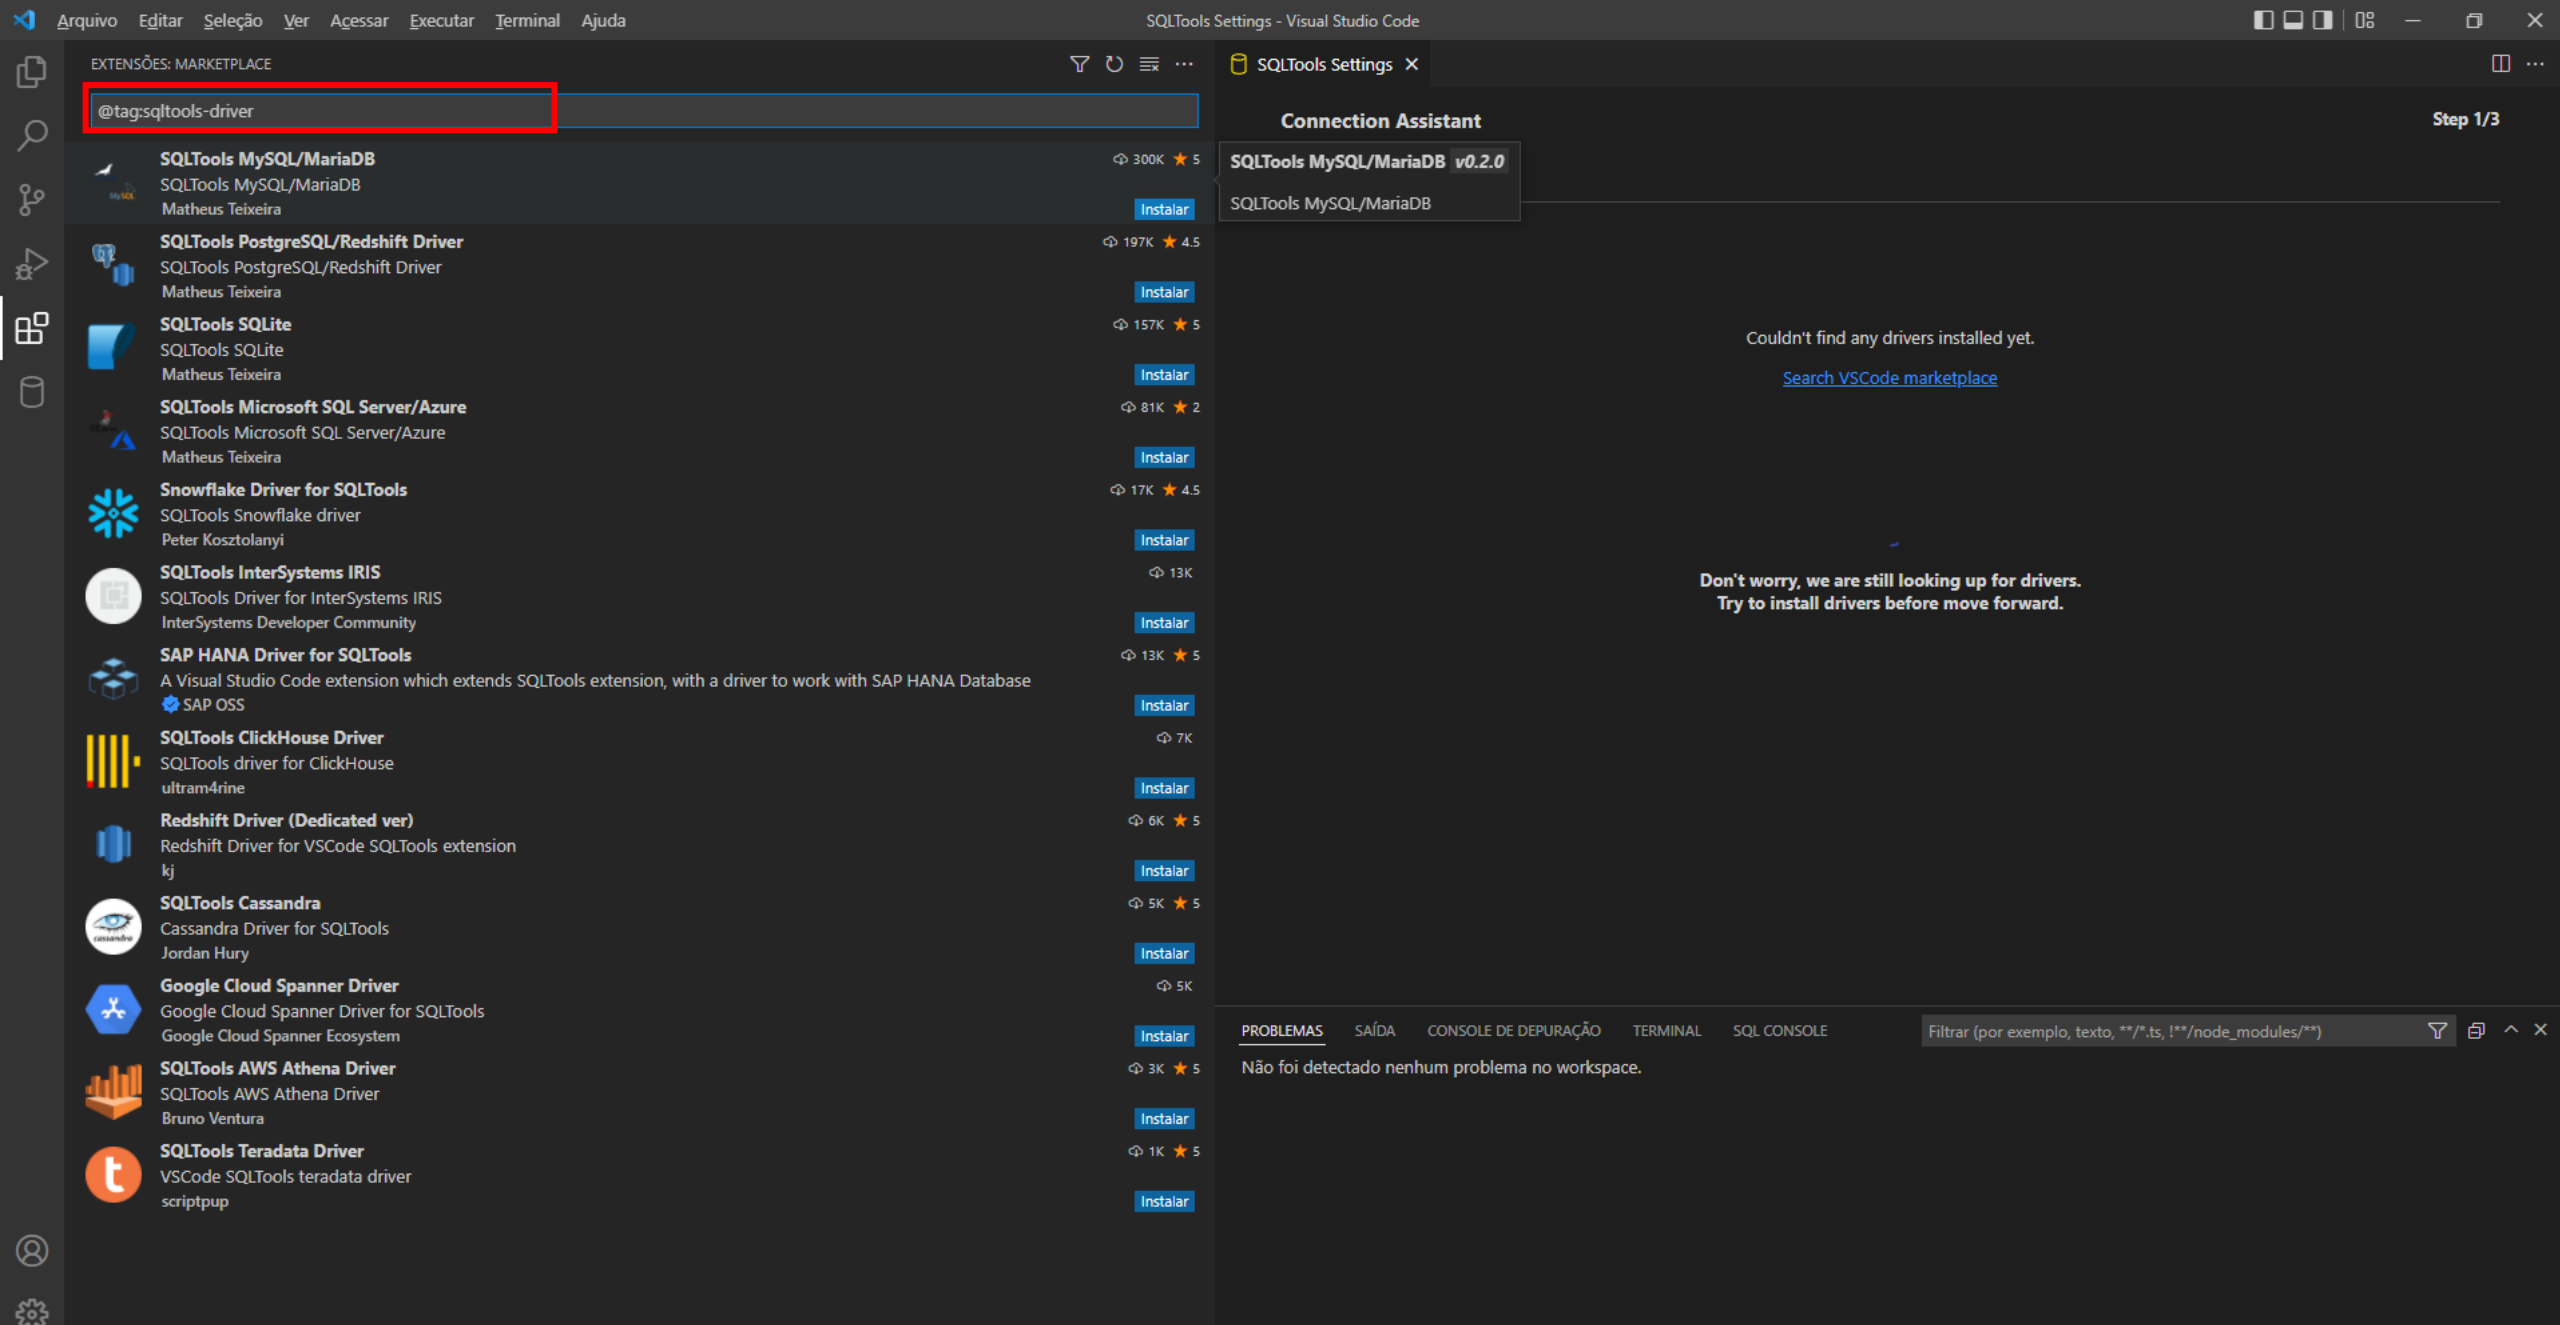 Arquivo Editar Seleção Ver Acessar Executar Terminal Ajuda
SQLTools Settings - Visual Studio Code
EXTENSÕES: MARKETPLACE
@tag:sqltools-driver
SQLTools MySQL/MariaDB
300K 5
SQLTools MySQL/MariaDB
Matheus Teixeira
Instalar
SQLTools PostgreSQL/Redshift Driver
197K 4.5
SQLTools PostgreSQL/Redshift Driver
Matheus Teixeira
Instalar
SQLTools SQLite
157K 5
SQLTools SQLite
Matheus Teixeira
Instalar
SQLTools Microsoft SQL Server/Azure
81K 2
SQLTools Microsoft SQL Server/Azure
Matheus Teixeira
Instalar
Snowflake Driver for SQLTools
17K 4.5
SQLTools Snowflake driver
Peter Kosztolanyi
Instalar
SQLTools InterSystems IRIS
13K
SQLTools Driver for InterSystems IRIS
InterSystems Developer Community
Instalar
SAP HANA Driver for SQLTools
13K 5
A Visual Studio Code extension which extends SQLTools extension, with a driver to work with SAP HANA Database
SAP OSS
Instalar
SQLTools ClickHouse Driver
7K
SQLTools driver for ClickHouse
ultram4rine
Instalar
Redshift Driver (Dedicated ver)
6K 5
Redshift Driver for VSCode SQLTools extension
kj
Instalar
SQLTools Cassandra
5K 5
Cassandra Driver for SQLTools
Jordan Hury
Instalar
cassandra
Google Cloud Spanner Driver
5K
Google Cloud Spanner Driver for SQLTools
Google Cloud Spanner Ecosystem
Instalar
SQLTools AWS Athena Driver
3K 5
SQLTools AWS Athena Driver
Bruno Ventura
Instalar
SQLTools Teradata Driver
1K 5
VSCode SQLTools teradata driver
scriptpup
Instalar
t
MySQL
SQLTools Settings
Connection Assistant
Step 1/3
SQLTools MySQL/MariaDB v0.2.0
SQLTools MySQL/MariaDB
Couldn't find any drivers installed yet.
Search VSCode marketplace
Don't worry, we are still looking up for drivers.
Try to install drivers before move forward.
PROBLEMAS SAÍDA CONSOLE DE DEPURAÇÃO TERMINAL SQL CONSOLE
Filtrar (por exemplo, texto, **/*.ts, !**/node_modules/**)
Não foi detectado nenhum problema no workspace.